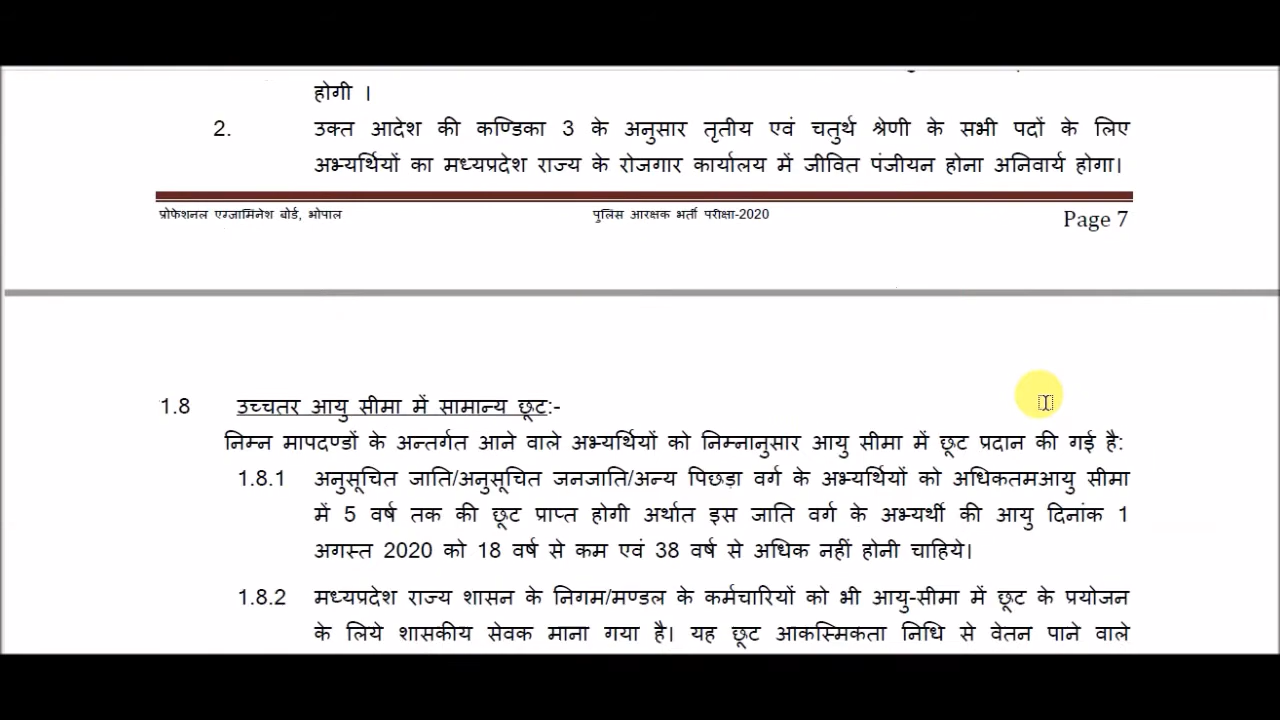 होगी ।
2. उक्त आदेश की कण्डिका 3 के अनुसार तृतीय एवं चतुर्थ श्रेणी के सभी पदों के लिए
अभ्यर्थियों का मध्यप्रदेश राज्य के रोजगार कार्यालय में जीवित पंजीयन होना अनिवार्य होगा।
प्रोफेशनल एग्जामिनेश बोर्ड, भोपाल पुलिस आरक्षक भर्ती परीक्षा-2020 Page 7
1.8 उच्चतर आयु सीमा में सामान्य छूट:-
निम्न मापदण्डों के अन्तर्गत आने वाले अभ्यर्थियों को निम्नानुसार आयु सीमा में छूट प्रदान की गई है:
1.8.1 अनुसूचित जाति/अनुसूचित जनजाति/अन्य पिछड़ा वर्ग के अभ्यर्थियों को अधिकतमआयु सीमा
में 5 वर्ष तक की छूट प्राप्त होगी अर्थात इस जाति वर्ग के अभ्यर्थी की आयु दिनांक 1
अगस्त 2020 को 18 वर्ष से कम एवं 38 वर्ष से अधिक नहीं होनी चाहिये।
1.8.2 मध्यप्रदेश राज्य शासन के निगम/मण्डल के कर्मचारियों को भी आयु-सीमा में छूट के प्रयोजन
के लिये शासकीय सेवक माना गया है। यह छूट आकस्मिकता निधि से वेतन पाने वाले